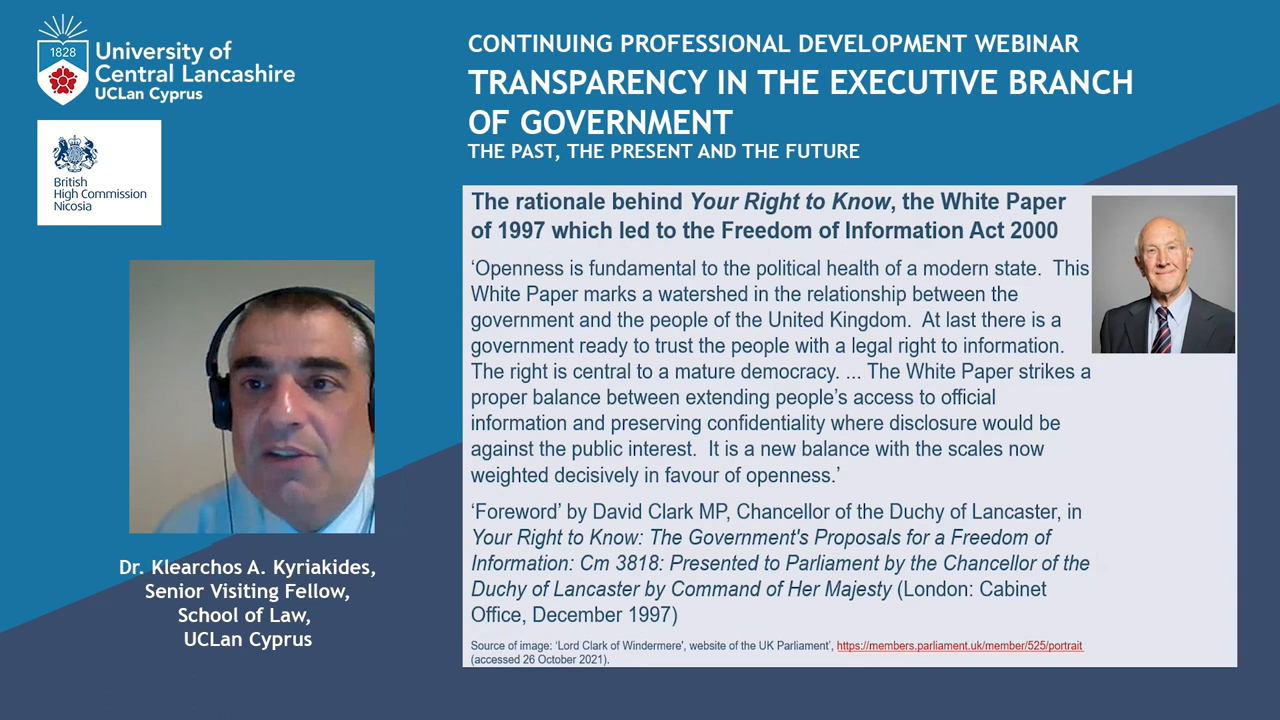 1828
University of
Central Lancashire
UCLan Cyprus
British
High Commission
Nicosia
CONTINUING PROFESSIONAL DEVELOPMENT WEBINAR
TRANSPARENCY IN THE EXECUTIVE BRANCH
OF GOVERNMENT
THE PAST, THE PRESENT AND THE FUTURE
The rationale behind Your Right to Know, the White Paper
of 1997 which led to the Freedom of Information Act 2000
‘Openness is fundamental to the political health of a modern state.  This
White Paper marks a watershed in the relationship between the
government and the people of the United Kingdom.  At last there is a
government ready to trust the people with a legal right to information.
The right is central to a mature democracy. ... The White Paper strikes a
proper balance between extending people’s access to official
information and preserving confidentiality where disclosure would be
against the public interest.  It is a new balance with the scales now
weighted decisively in favour of openness.’
‘Foreword’ by David Clark MP, Chancellor of the Duchy of Lancaster, in
Your Right to Know: The Government's Proposals for a Freedom of
Information: Cm 3818: Presented to Parliament by the Chancellor of the
Duchy of Lancaster by Command of Her Majesty (London: Cabinet
Office, December 1997)
Source of image: ‘Lord Clark of Windermere’, website of the UK Parliament’, https://members.parliament.uk/member/525/portrait
(accessed 26 October 2021).
Dr. Klearchos A. Kyriakides,
Senior Visiting Fellow,
School of Law,
UCLan Cyprus